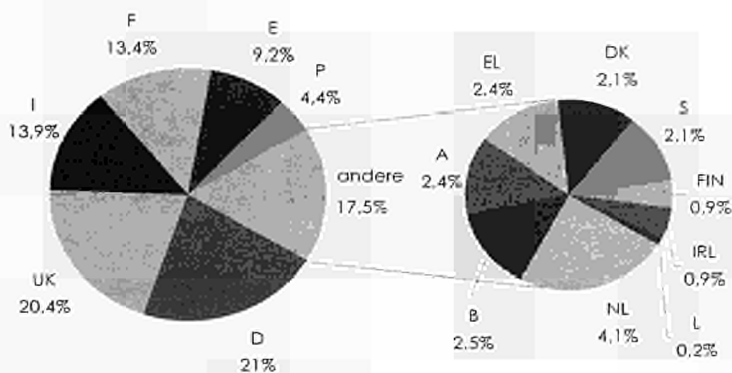 F
13,4%
E
9,2%
P
4,4%
I
13,9%
andere
17,5%
UK
20,4%
D
21%
EL
2,4%
DK
2,1%
S
2,1%
A
2,4%
FIN
0,9%
IRL
0,9%
L
0,2%
NL
4,1%
B
2,5%